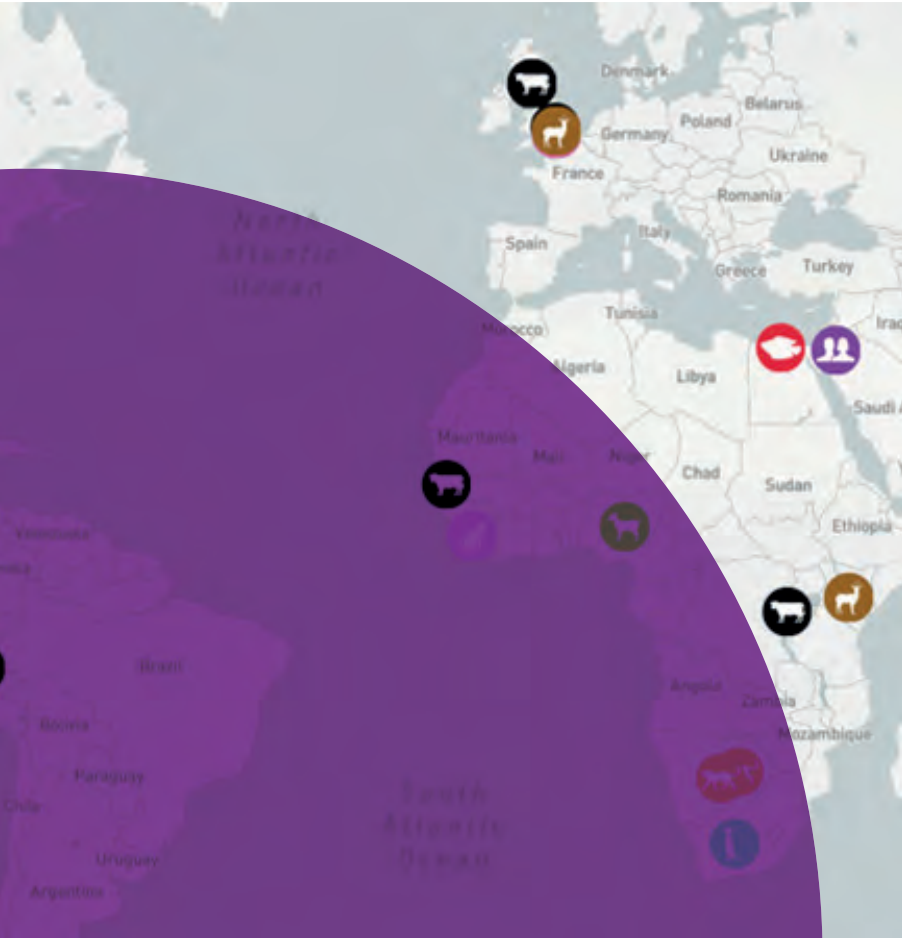 Denmark
Belarus
Poland
Germany
Ukraine
France
Romania
Italy
Spain
Greece
Turkey
North
Atlantic
Ocean
Tunisia
Morocco
Iraq
Algeria
Libya
Saudi A
Mauritania
Mali
Niger
Chad
Sudan
Ethiopia
Venezuela
Brazil
Angola
Zambia
Bolivia
Mozambique
Paraguay
South
Chile
Atlantic
Ocean
Uruguay
Argentina